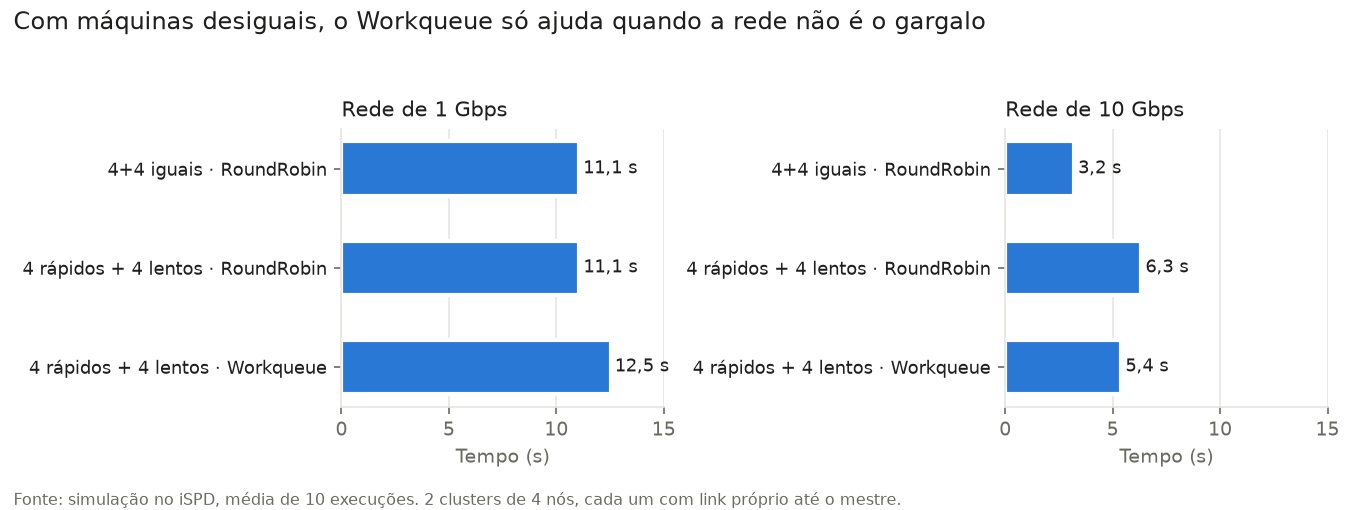 Com máquinas desiguais, o Workqueue só ajuda quando a rede não é o gargalo
Rede de 1 Gbps
4+4 iguais · RoundRobin
11,1 s
4 rápidos + 4 lentos · RoundRobin
11,1 s
4 rápidos + 4 lentos · Workqueue
12,5 s
0 5 10 15
Tempo (s)
Rede de 10 Gbps
4+4 iguais · RoundRobin
3,2 s
4 rápidos + 4 lentos · RoundRobin
6,3 s
4 rápidos + 4 lentos · Workqueue
5,4 s
0 5 10 15
Tempo (s)
Fonte: simulação no iSPD, média de 10 execuções. 2 clusters de 4 nós, cada um com link próprio até o mestre.